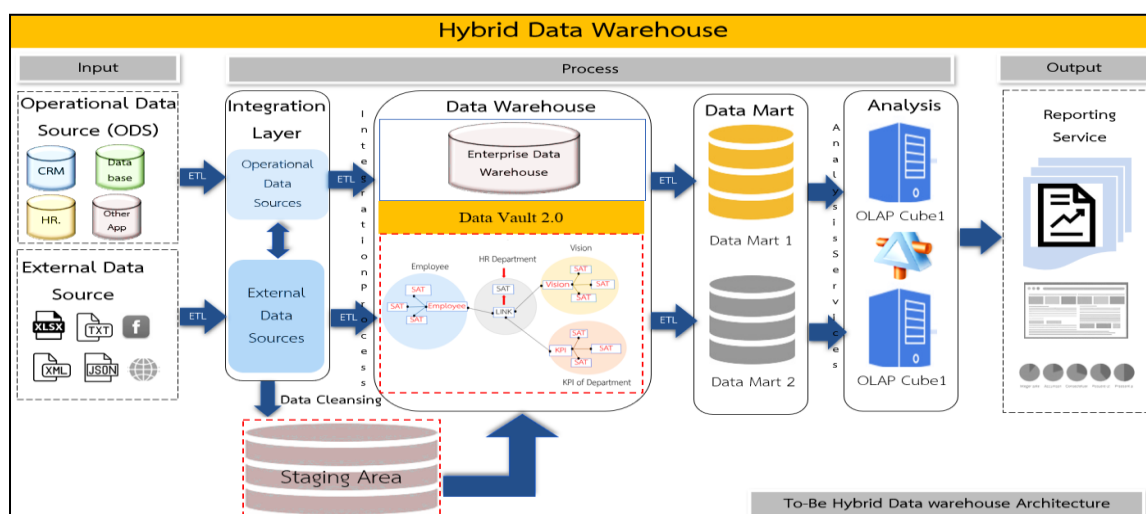 Hybrid Data Warehouse
Input
Process
Output
Operational Data
Source (ODS)
CRM
Data
base
HR.
Other
App
External Data
Source
XLSX
TXT
f
XML
JSON
ETL
ETL
Integration
Layer
Operational
Data
Sources
External
Data
Sources
Data Cleansing
Staging Area
IntegrationProcess
ETL
ETL
Data Warehouse
Enterprise Data
Warehouse
Data Vault 2.0
Employee
SAT
SAT
Employee
SAT
HR Department
SAT
LINK
Vision
SAT
Vision
SAT
SAT
SAT
KPI
SAT
SAT
KPI of Department
ETL
ETL
Data Mart
Data Mart 1
Data Mart 2
AnalysisServices
Analysis
OLAP Cube1
OLAP Cube1
Reporting
Service
To-Be Hybrid Data warehouse Architecture